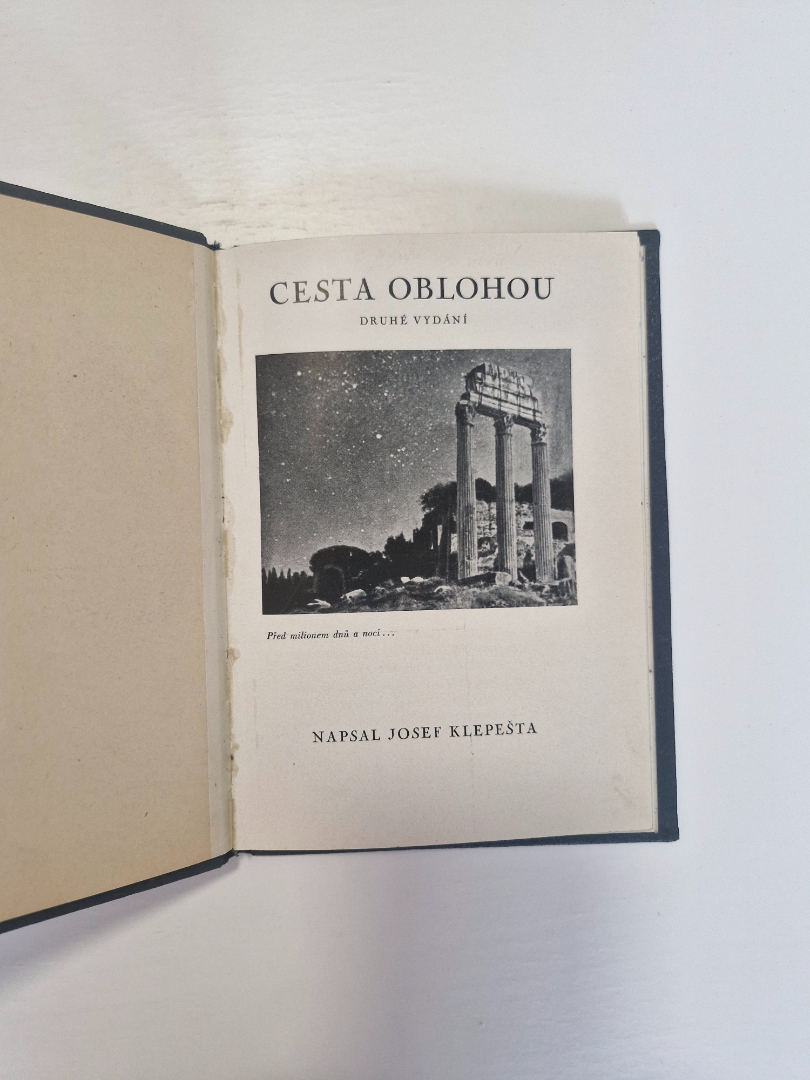 CESTA OBLOHOU
DRUHÉ VYDÁNÍ
Před milionem dnů a nocí...
NAPSAL JOSEF KLEPEŠTA